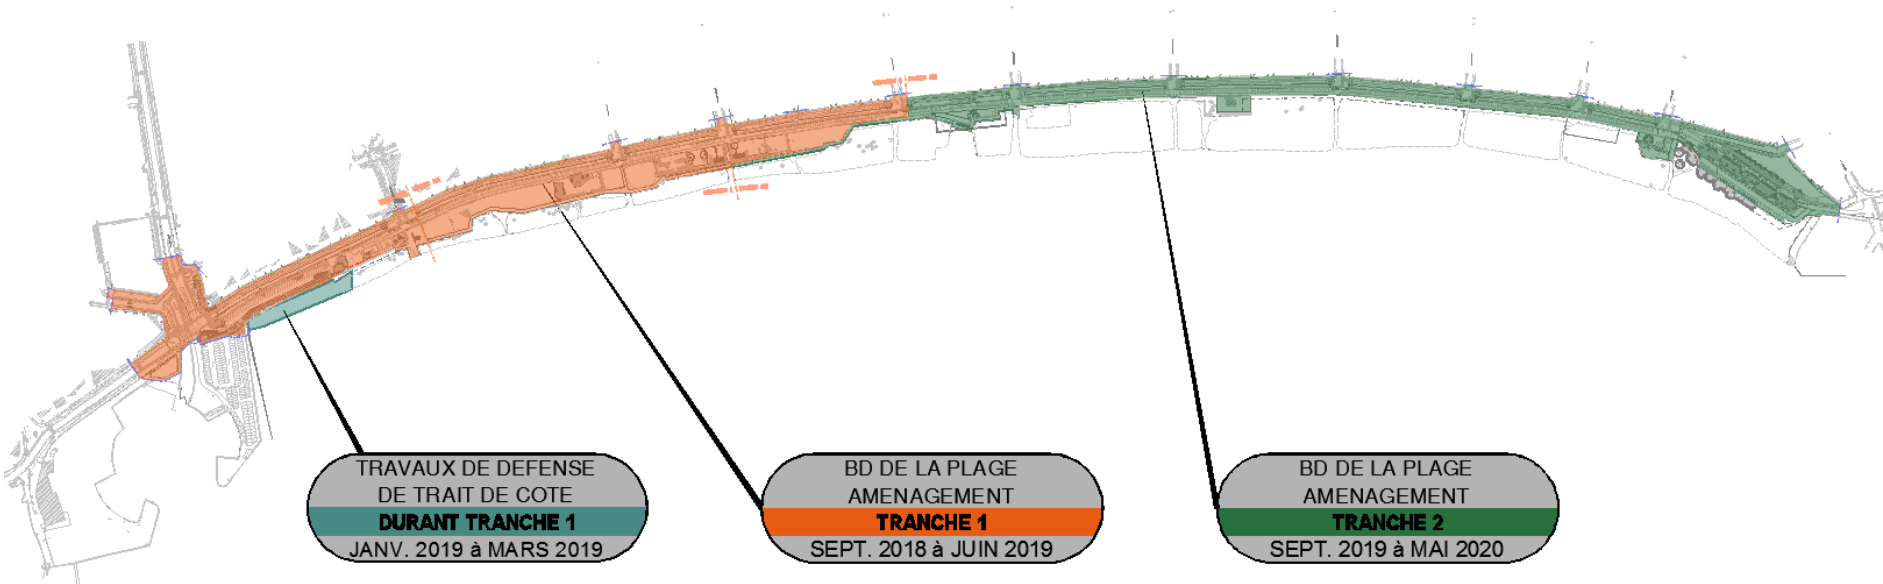 TRAVAUX DE DEFENSE
DE TRAIT DE COTE
DURANT TRANCHE 1
JANV. 2019 à MARS 2019
BD DE LA PLAGE
AMENAGEMENT
TRANCHE 1
SEPT. 2018 à JUIN 2019
BD DE LA PLAGE
AMENAGEMENT
TRANCHE 2
SEPT. 2019 à MAI 2020